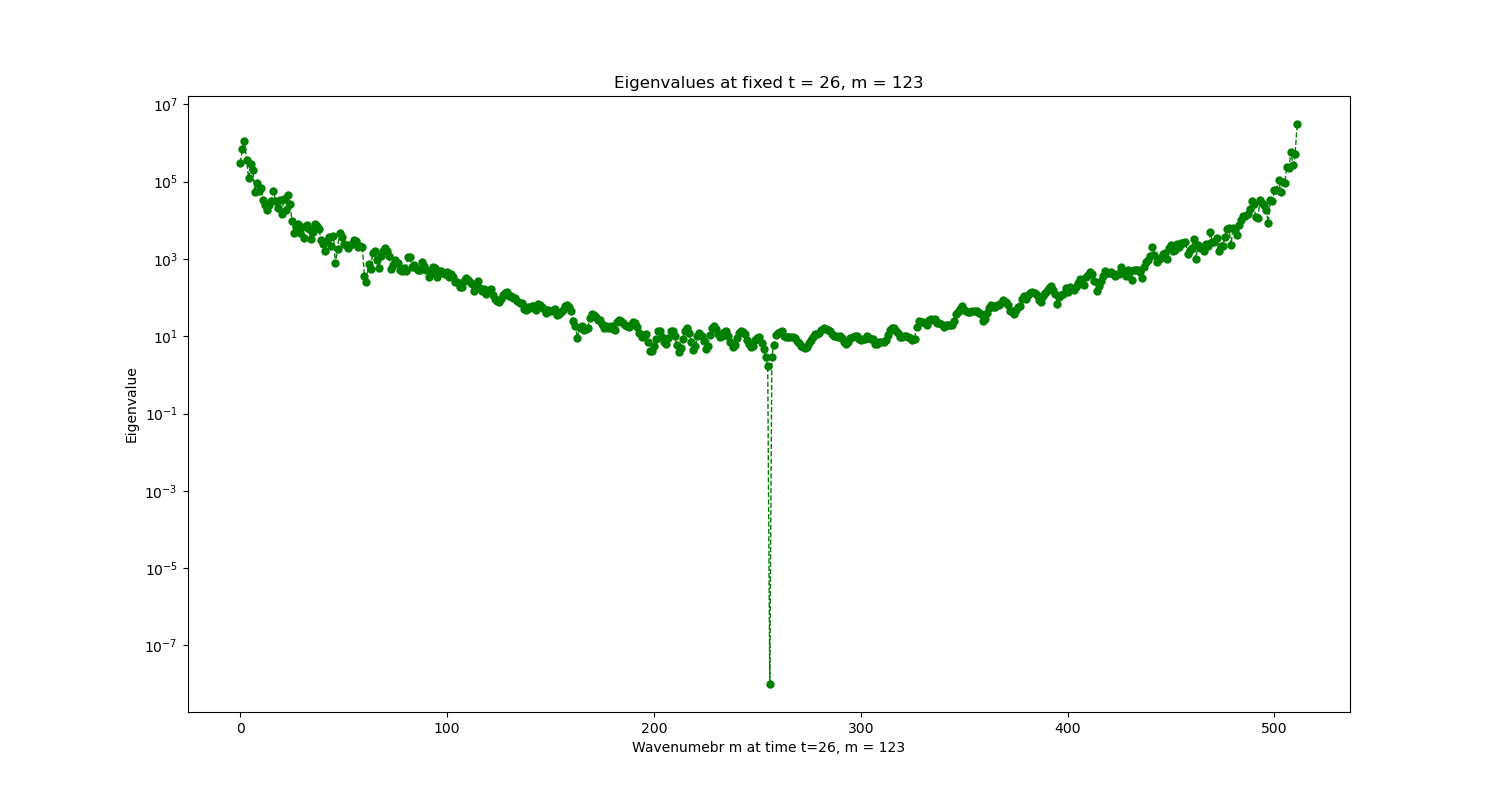 Eigenvalues at fixed t = 26, m = 123
10^7
10^5
10^3
10^1
10^-1
10^-3
10^-5
10^-7
Eigenvalue
0 100 200 300 400 500
Wavenumebr m at time t=26, m = 123